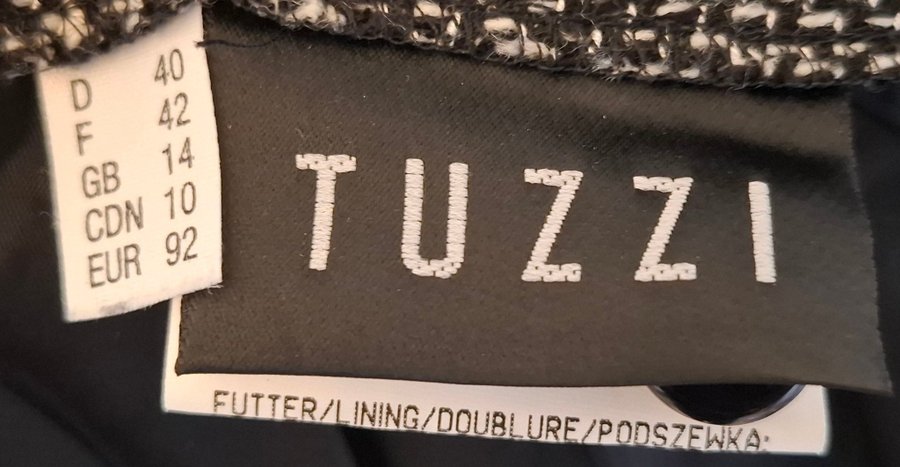 D 40
F 42
GB 14
CDN 10
EUR 92
TUZZI
FUTTER/LINING/DOUBLURE/PODSZEWKA: